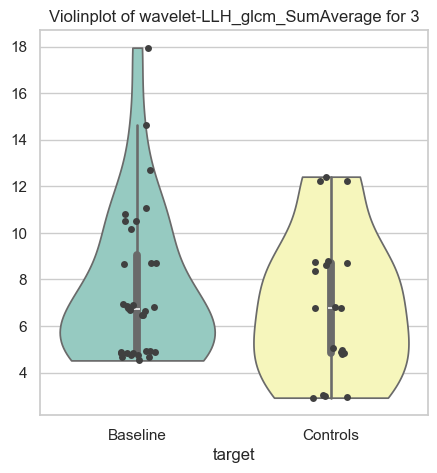 Violinplot of wavelet-LLH_glcm_SumAverage for 3
18
16
14
12
10
8
6
4
Baseline Controls
target